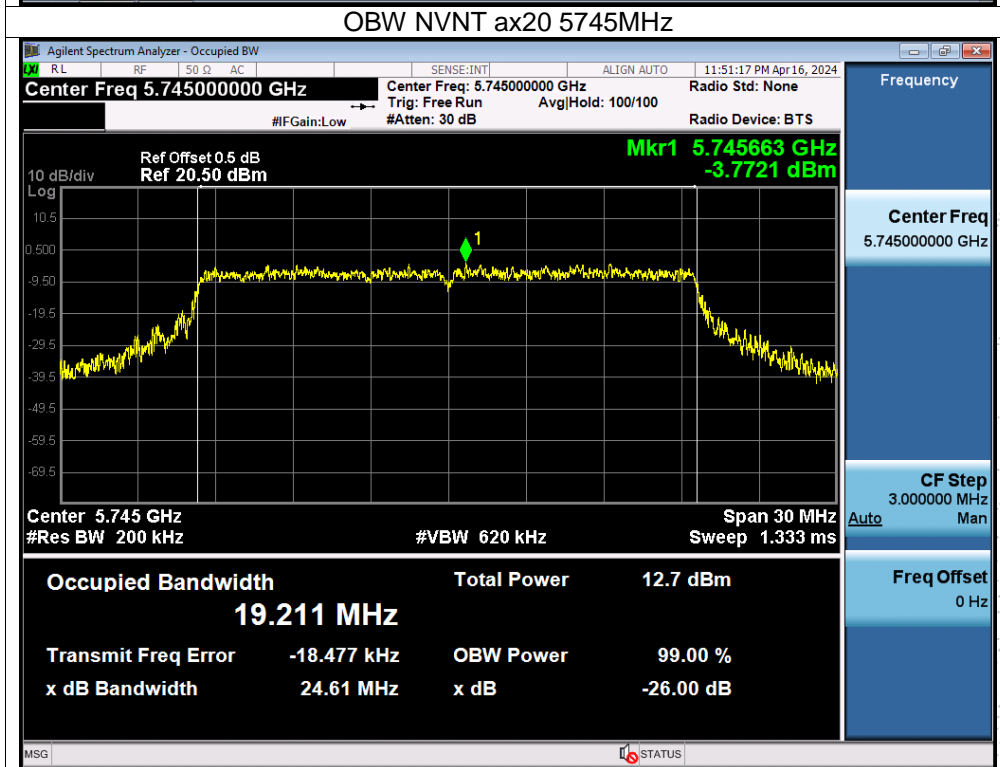 OBW NVNT ax20 5745MHz
Agilent Spectrum Analyzer - Occupied BW
LXI RL RF 50 Ω AC SENSE:INT ALIGN AUTO 11:51:17 PM Apr 16, 2024
Center Freq 5.745000000 GHz
Center Freq: 5.745000000 GHz Radio Std: None
Trig: Free Run Avg|Hold: 100/100
#IFGain:Low #Atten: 30 dB Radio Device: BTS
Frequency
Mkr1 5.745663 GHz
-3.7721 dBm
Ref Offset 0.5 dB
10 dB/div Ref 20.50 dBm
Log
10.5
0.500
-9.50
-19.5
-29.5
-39.5
-49.5
-59.5
-69.5
1
Center 5.745 GHz Span 30 MHz
#Res BW 200 kHz #VBW 620 kHz Sweep 1.333 ms
Center Freq
5.745000000 GHz
CF Step
3.000000 MHz
Auto Man
Freq Offset
0 Hz
Occupied Bandwidth Total Power 12.7 dBm
19.211 MHz
Transmit Freq Error -18.477 kHz OBW Power 99.00 %
x dB Bandwidth 24.61 MHz x dB -26.00 dB
MSG STATUS